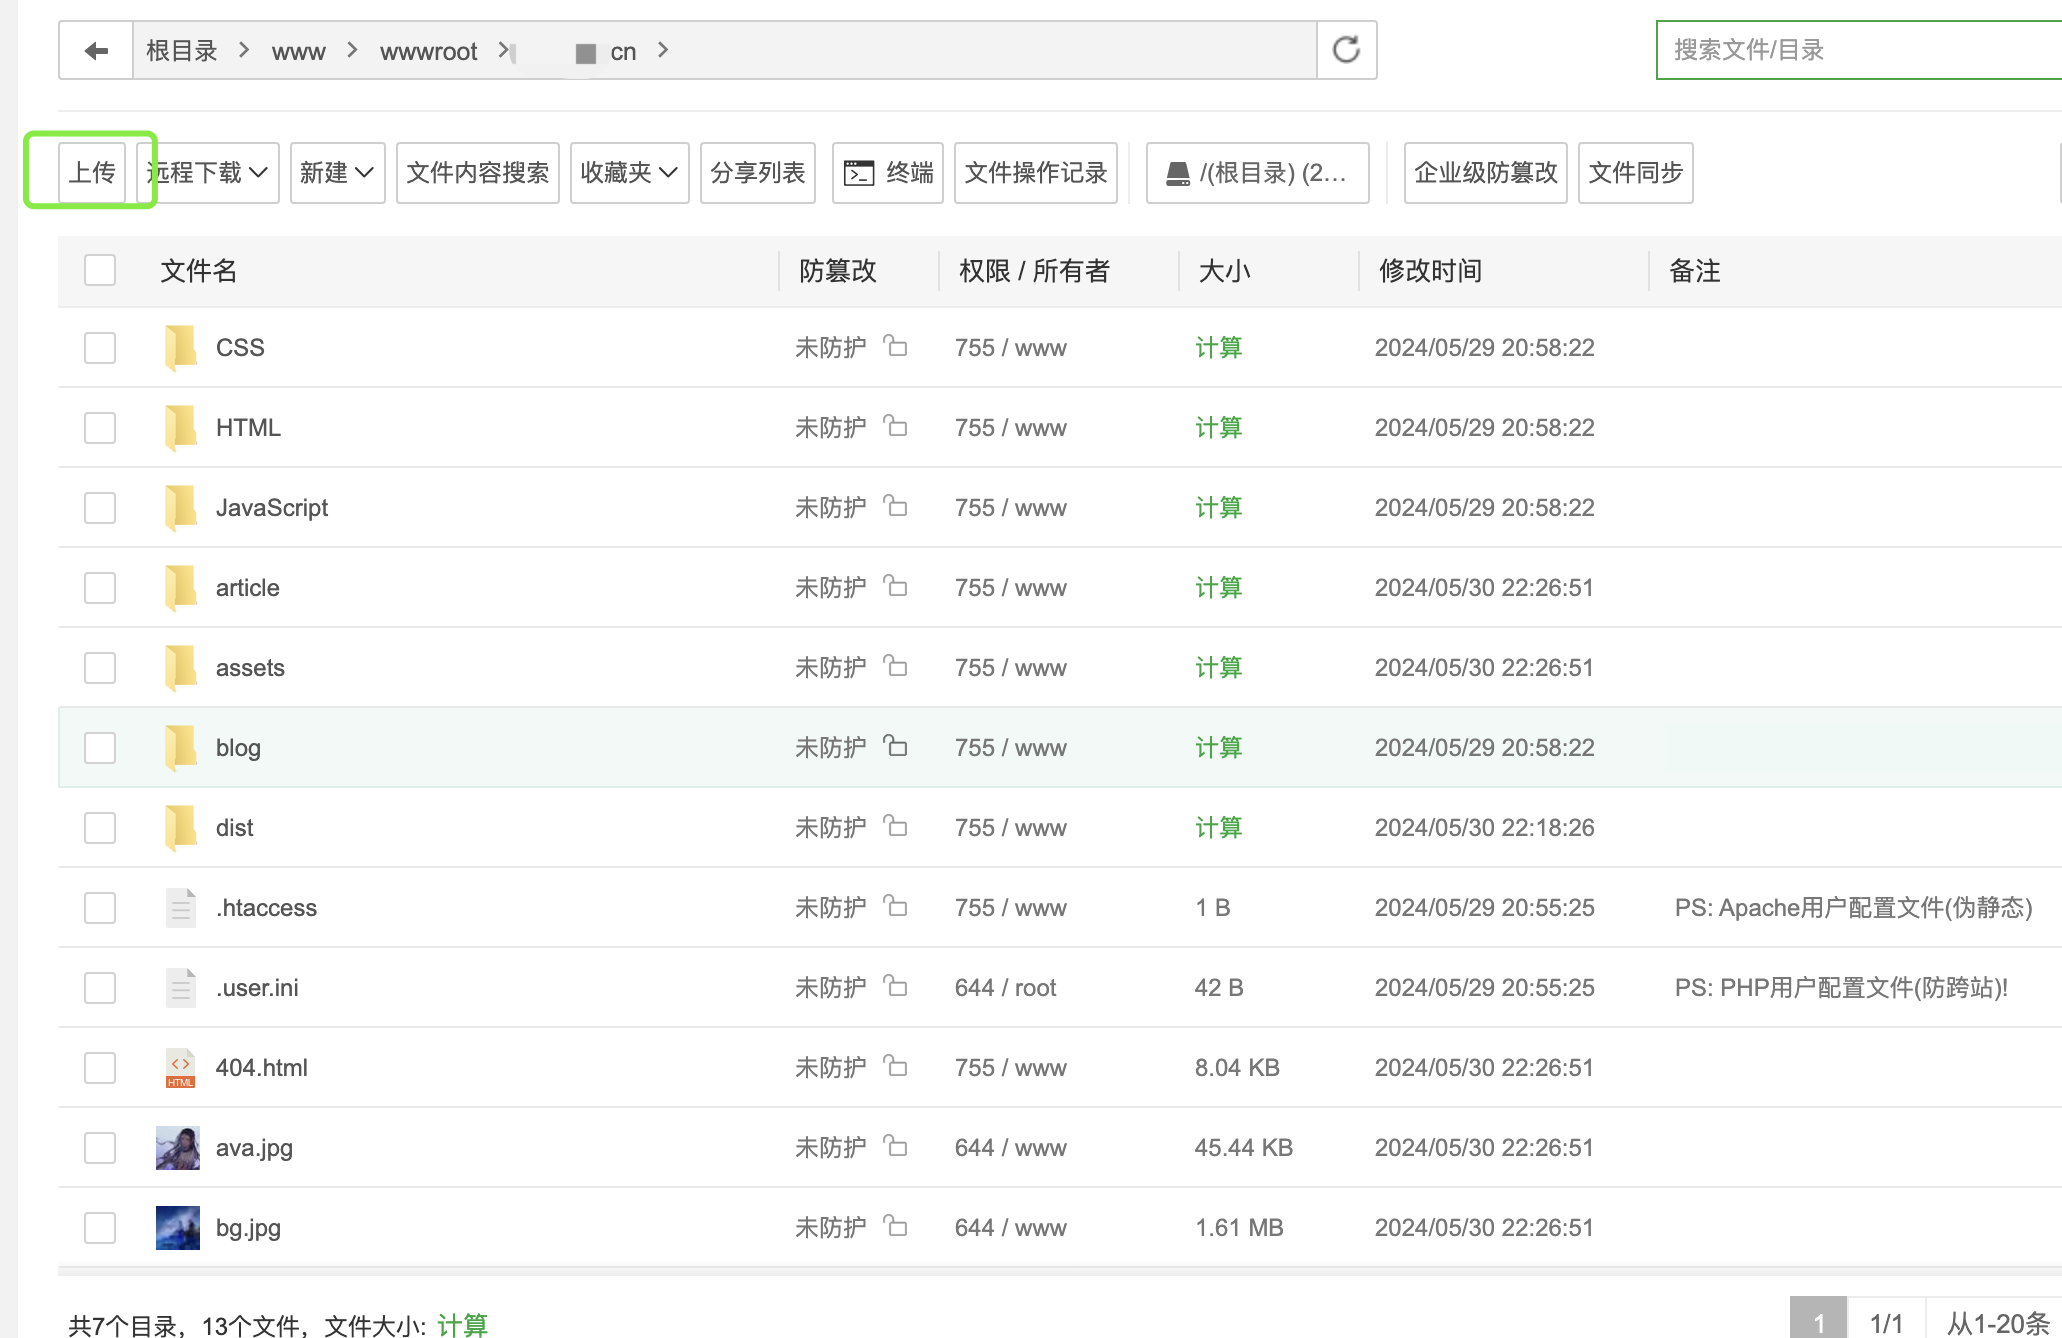 根目录 > www > wwwroot > cn >
搜索文件/目录
上传 远程下载 新建 文件内容搜索 收藏夹 分享列表 终端 文件操作记录 /(根目录) (2... 企业级防篡改 文件同步
文件名 防篡改 权限 / 所有者 大小 修改时间 备注
CSS 未防护 755 / www 计算 2024/05/29 20:58:22
HTML 未防护 755 / www 计算 2024/05/29 20:58:22
JavaScript 未防护 755 / www 计算 2024/05/29 20:58:22
article 未防护 755 / www 计算 2024/05/30 22:26:51
assets 未防护 755 / www 计算 2024/05/30 22:26:51
blog 未防护 755 / www 计算 2024/05/29 20:58:22
dist 未防护 755 / www 计算 2024/05/30 22:18:26
.htaccess 未防护 755 / www 1 B 2024/05/29 20:55:25 PS: Apache用户配置文件(伪静态)
.user.ini 未防护 644 / root 42 B 2024/05/29 20:55:25 PS: PHP用户配置文件(防跨站)!
HTML 404.html 未防护 755 / www 8.04 KB 2024/05/30 22:26:51
ava.jpg 未防护 644 / www 45.44 KB 2024/05/30 22:26:51
bg.jpg 未防护 644 / www 1.61 MB 2024/05/30 22:26:51
共7个目录，13个文件，文件大小: 计算 1 1/1 从1-20条